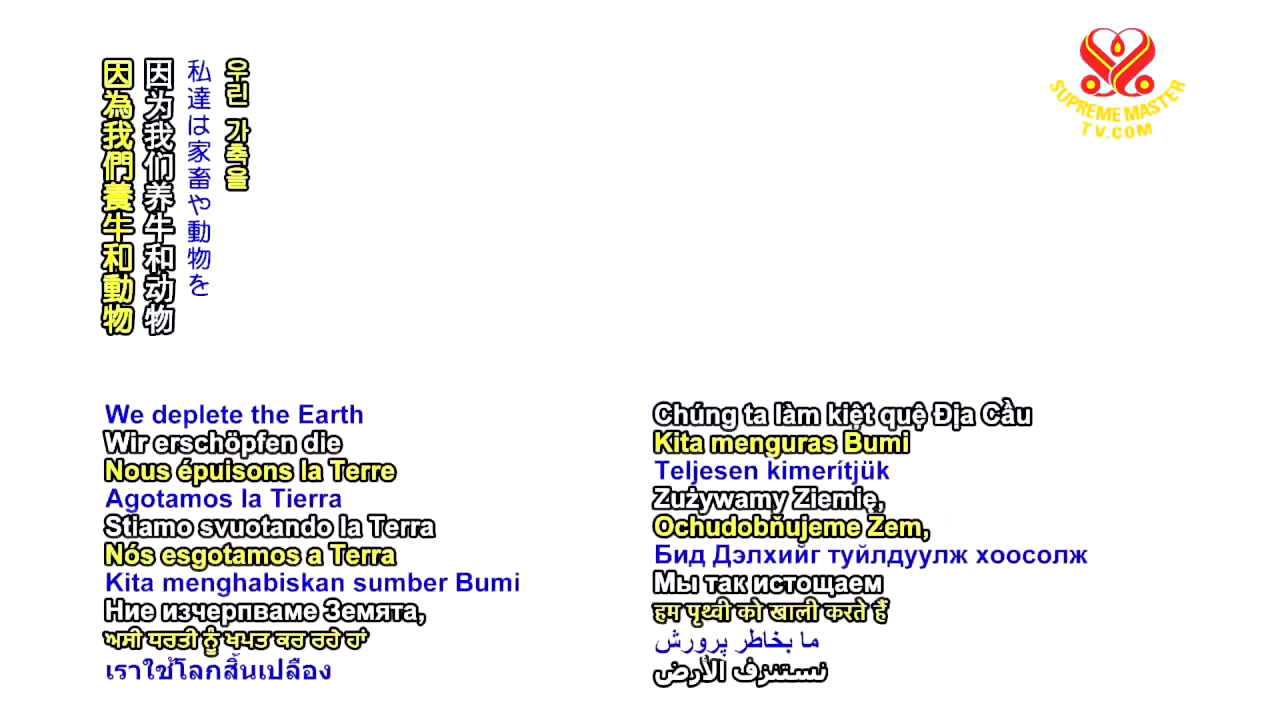 因為我們養牛和動物
因为我们养牛和动物
私達は家畜や動物を
우린 가축을
SUPREME MASTER
TV.COM
We deplete the Earth
Wir erschöpfen die
Nous épuisons la Terre
Agotamos la Tierra
Stiamo svuotando la Terra
Nós esgotamos a Terra
Kita menghabiskan sumber Bumi
Ние изчерпваме Земята,
ਅਸੀ ਧਰਤੀ ਨੂੰ ਖਪਤ ਕਰ ਰਹੇ ਹਾਂ
เราใช้โลกสิ้นเปลือง
Chúng ta làm kiệt quệ Địa Cầu
Kita menguras Bumi
Teljesen kimerítjük
Zużywamy Ziemię,
Ochudobňujeme Zem,
Бид Дэлхийг туйлдуулж хоосолж
Мы так истощаем
हम पृथ्वी को खाली करते हैं
ما بخاطر پرورش
نستنزف الأرض